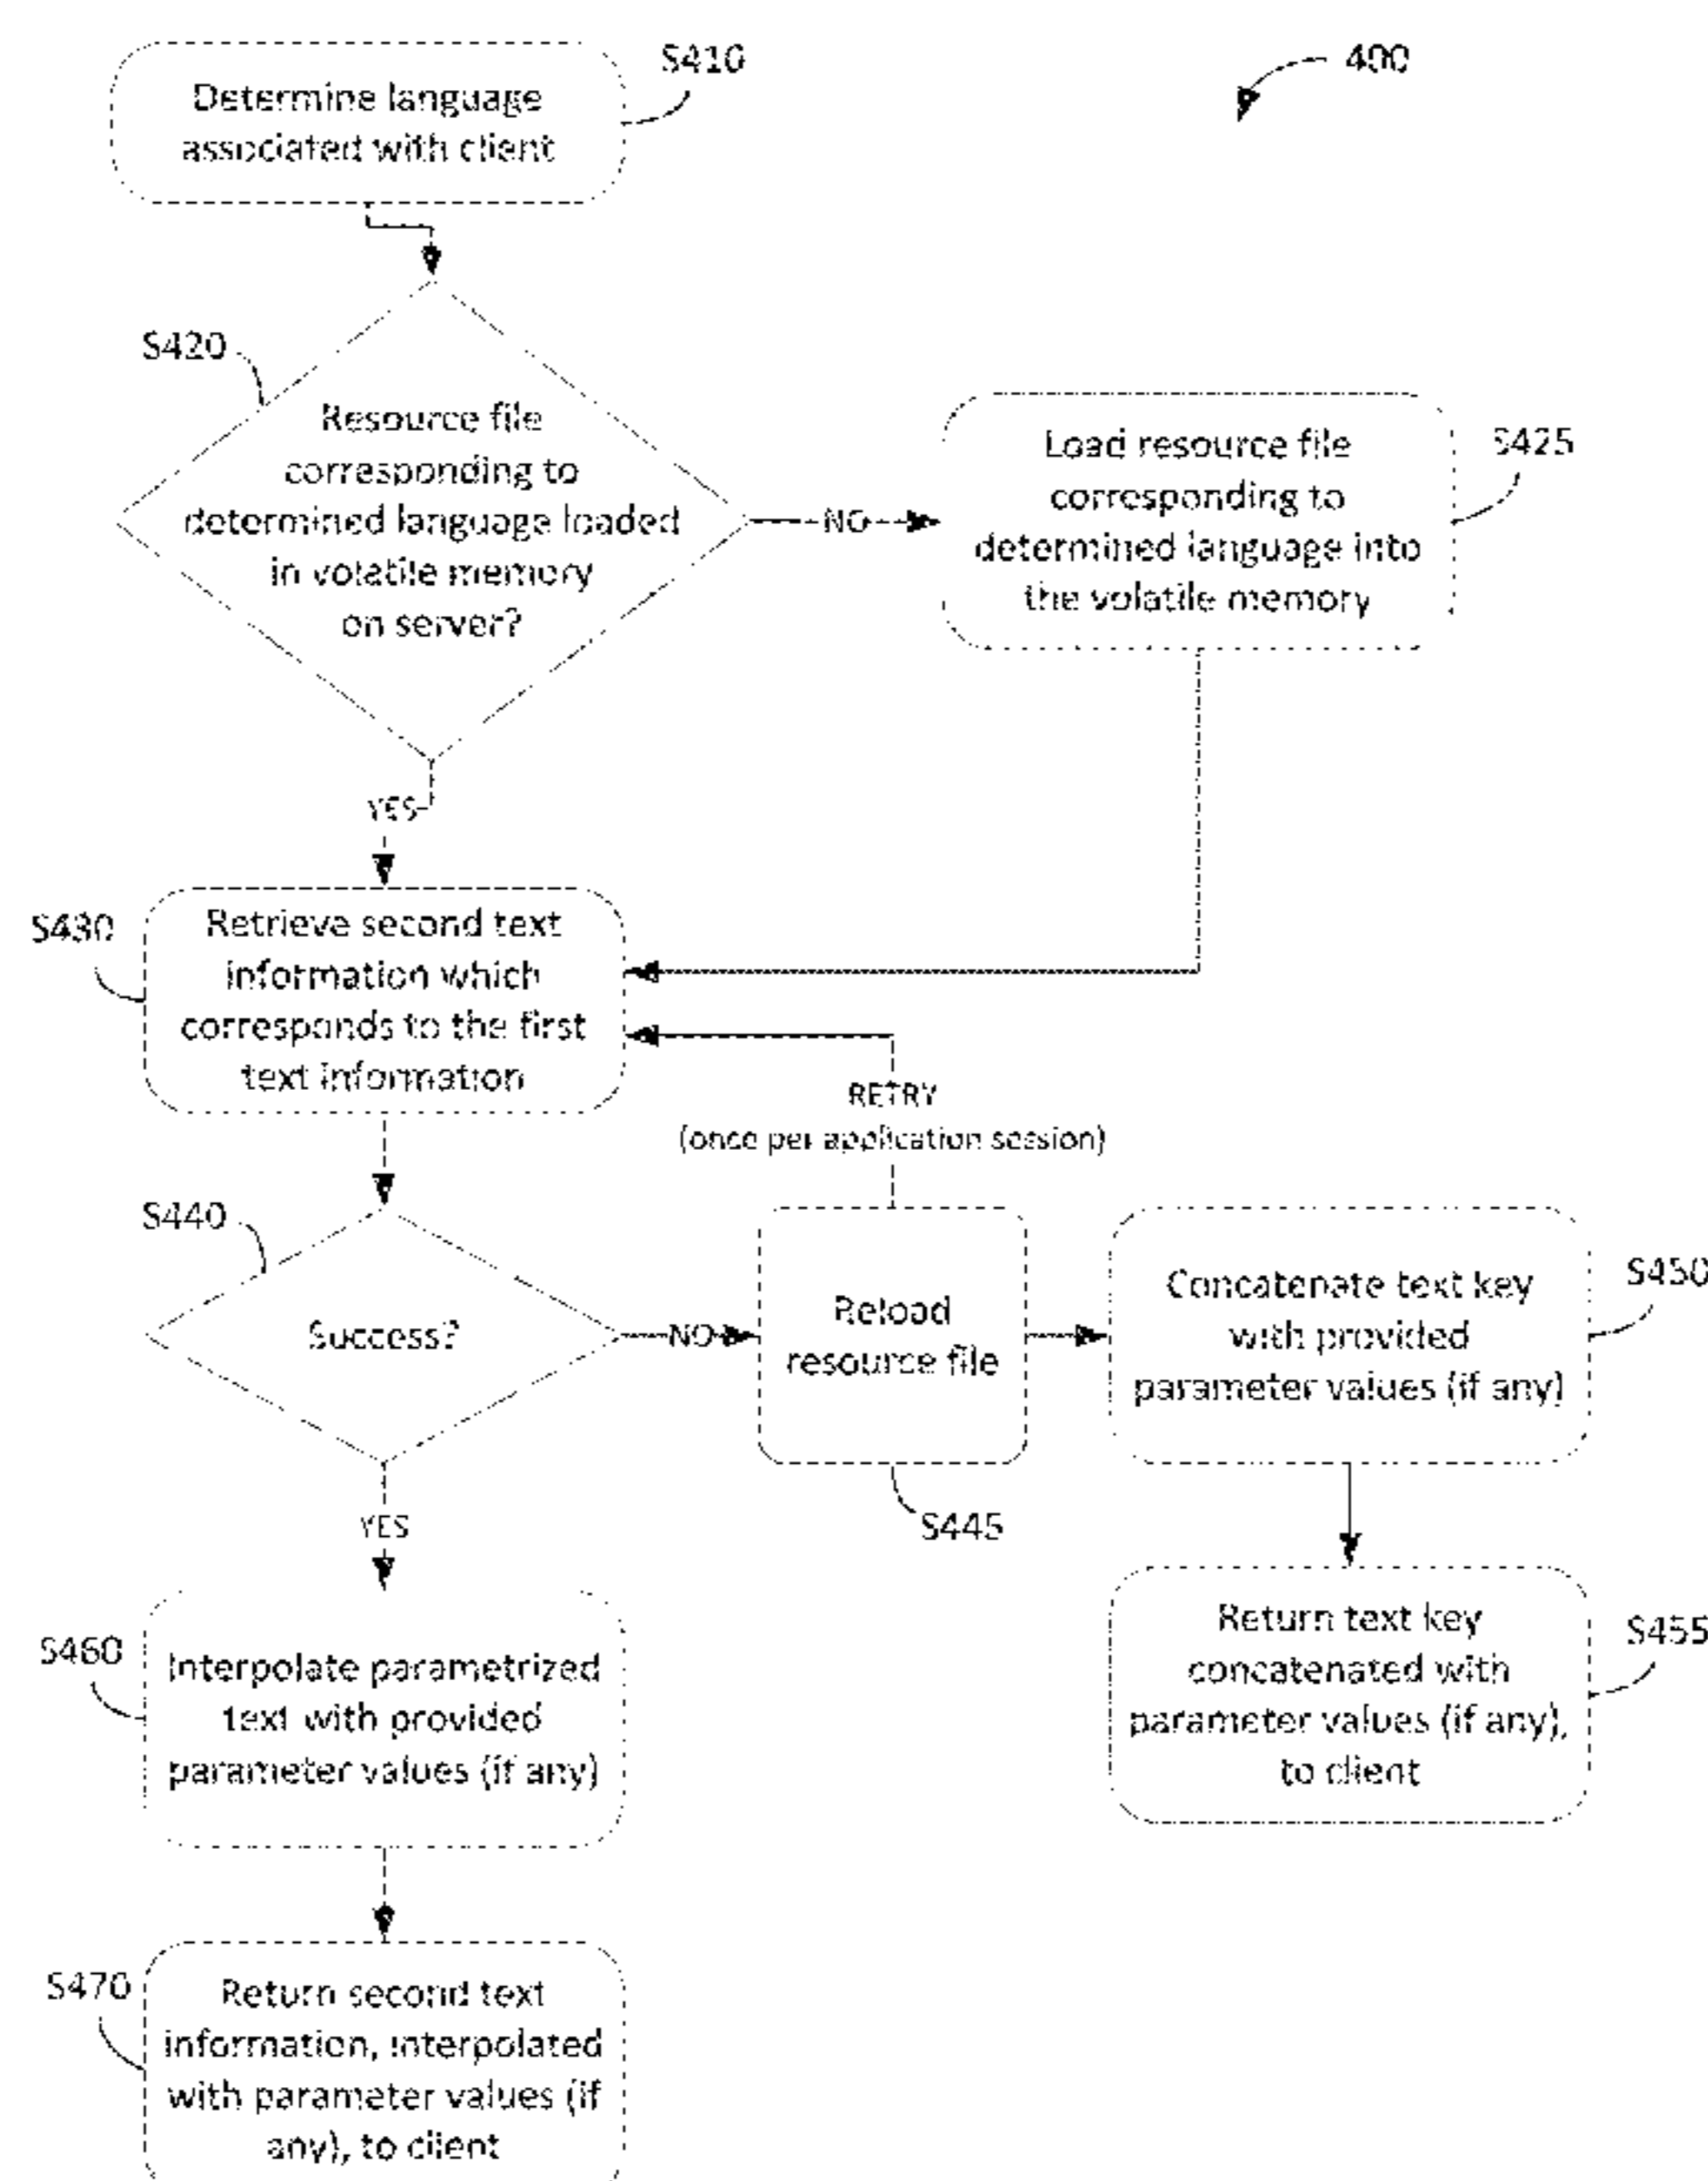 S410
400
Determine language
associated with client
S420
Resource file
corresponding to
determined language loaded
in volatile memory
on server?
NO
Load resource file
corresponding to
determined language into
the volatile memory
S425
YES
S430
Retrieve second text
information which
corresponds to the first
text information
RETRY
(once per application session)
S440
Success?
NO
Reload
resource file
S445
Concatenate text key
with provided
parameter values (if any)
S450
YES
Return text key
concatenated with
parameter values (if any),
to client
S455
S460
Interpolate parametrized
text with provided
parameter values (if any)
S470
Return second text
information, interpolated
with parameter values (if
any), to client